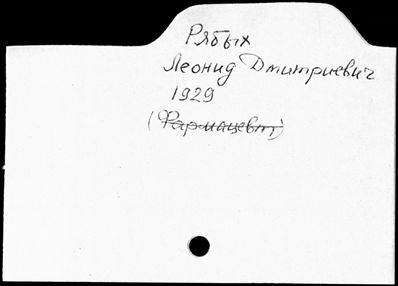 Рябых
Леонид Дмитриевич
1929
(Фармацевт)